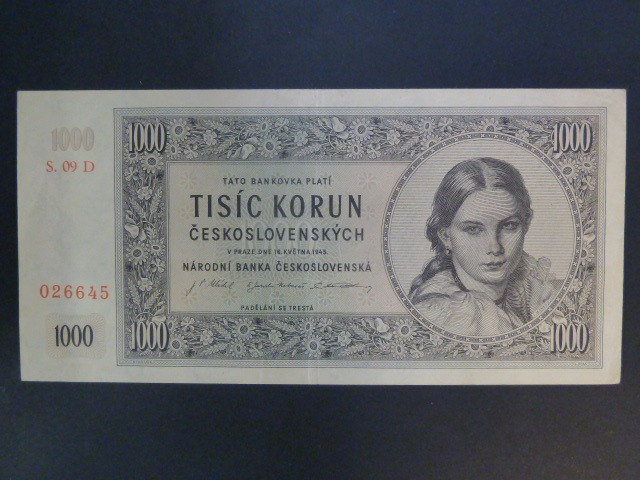 1000
S. 09 D
1000
1000
TATO BANKOVKA PLATÍ
TISÍC KORUN
ČESKOSLOVENSKÝCH
V PRAZE DNE 16. KVĚTNA 1945.
NÁRODNÍ BANKA ČESKOSLOVENSKÁ
PADĚLÁNÍ SE TRESTÁ
026645
1000
1000
1000